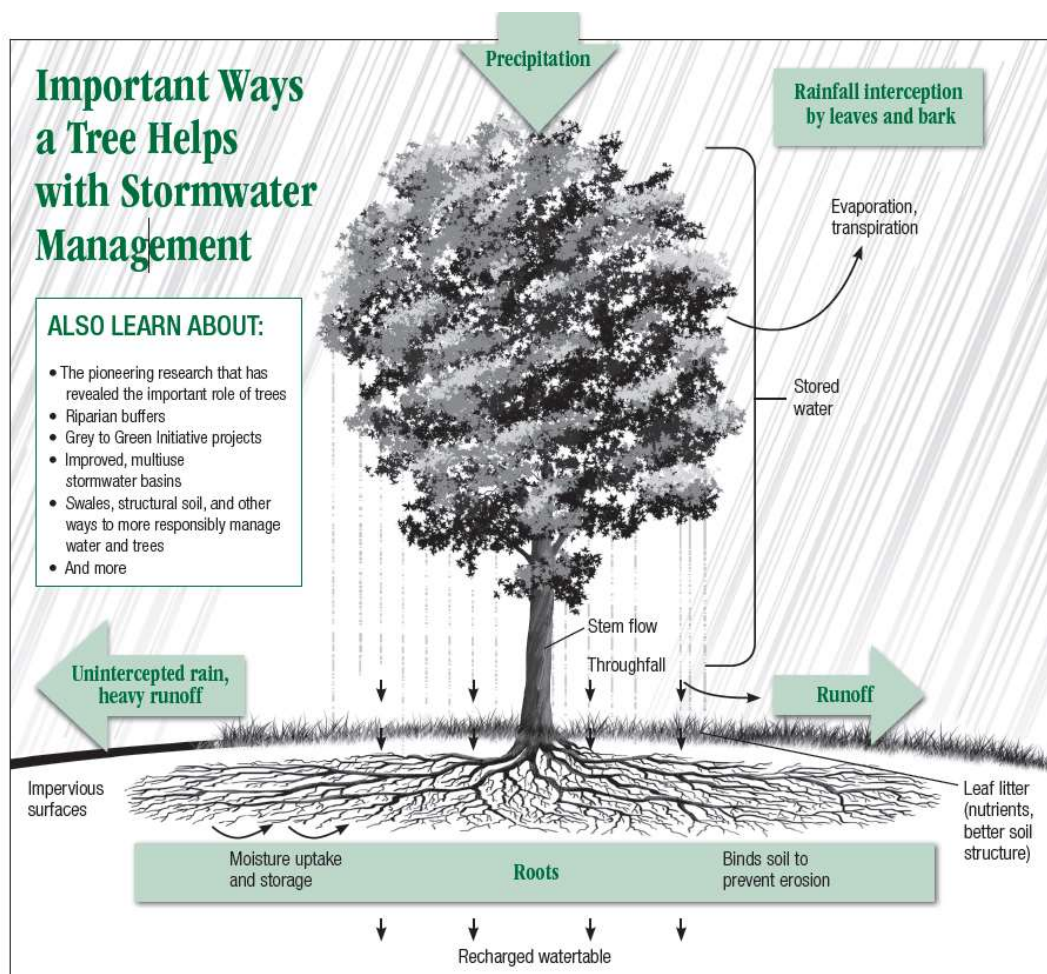 Precipitation
Important Ways
a Tree Helps
with Stormwater
Management
Rainfall interception
by leaves and bark
Evaporation,
transpiration
ALSO LEARN ABOUT:
• The pioneering research that has
revealed the important role of trees
• Riparian buffers
• Grey to Green Initiative projects
• Improved, multiuse
stormwater basins
• Swales, structural soil, and other
ways to more responsibly manage
water and trees
• And more
Stored
water
Stem flow
Throughfall
Unintercepted rain,
heavy runoff
Runoff
Impervious
surfaces
Leaf litter
(nutrients,
better soil
structure)
Moisture uptake
and storage
Roots
Binds soil to
prevent erosion
Recharged watertable